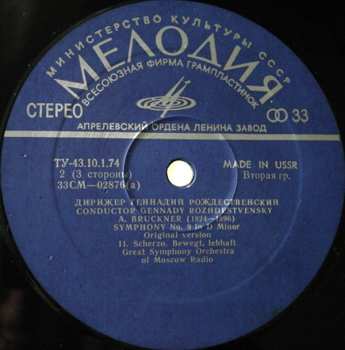 МИНИСТЕРСТВО КУЛЬТУРЫ СССР
МЕЛОДИЯ
ВСЕСОЮЗНАЯ ФИРМА ГРАМПЛАСТИНОК
СТЕРЕО
33
АПРЕЛЕВСКИЙ ОРДЕНА ЛЕНИНА ЗАВОД
ТУ-43.10.1.74
MADE IN USSR
2 (3 стороны)
Вторая гр.
33СМ—02876(а)
ДИРИЖЕР ГЕННАДИЙ РОЖДЕСТВЕНСКИЙ
CONDUCTOR GENNADY ROZHDESTVENSKY
A. BRUCKNER (1824—1896)
SYMPHONY No. 9 in D Minor
Original version
II. Scherzo. Bewegt, lebhaft
Great Symphony Orchestra
of Moscow Radio